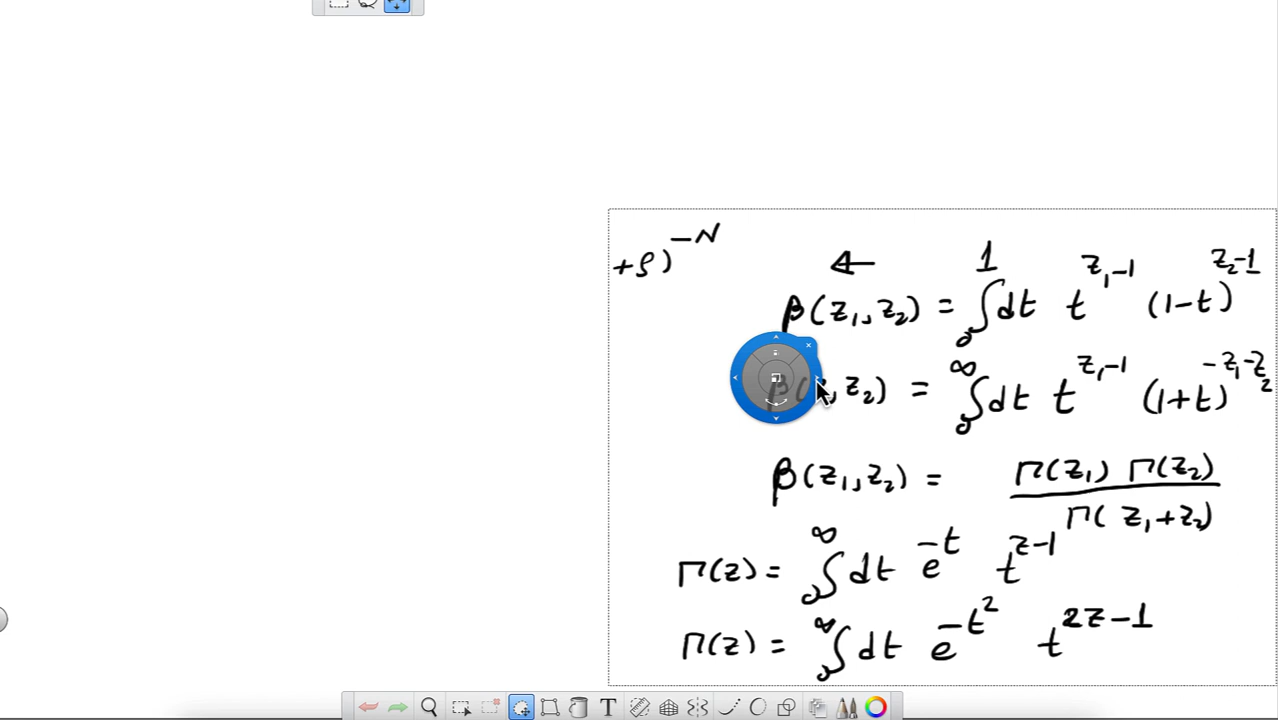 +ρ)^{-N}
β(z₁,z₂) = ∫₀¹ dt t^{z₁-1} (1-t)^{z₂-1}
β(z₁,z₂) = ∫₀^∞ dt t^{z₁-1} (1+t)^{-z₁-z₂}
β(z₁,z₂) = Γ(z₁) Γ(z₂) / Γ(z₁+z₂)
Γ(z) = ∫₀^∞ dt e^{-t} t^{z-1}
Γ(z) = ∫₀^∞ dt e^{-t²} t^{2z-1}